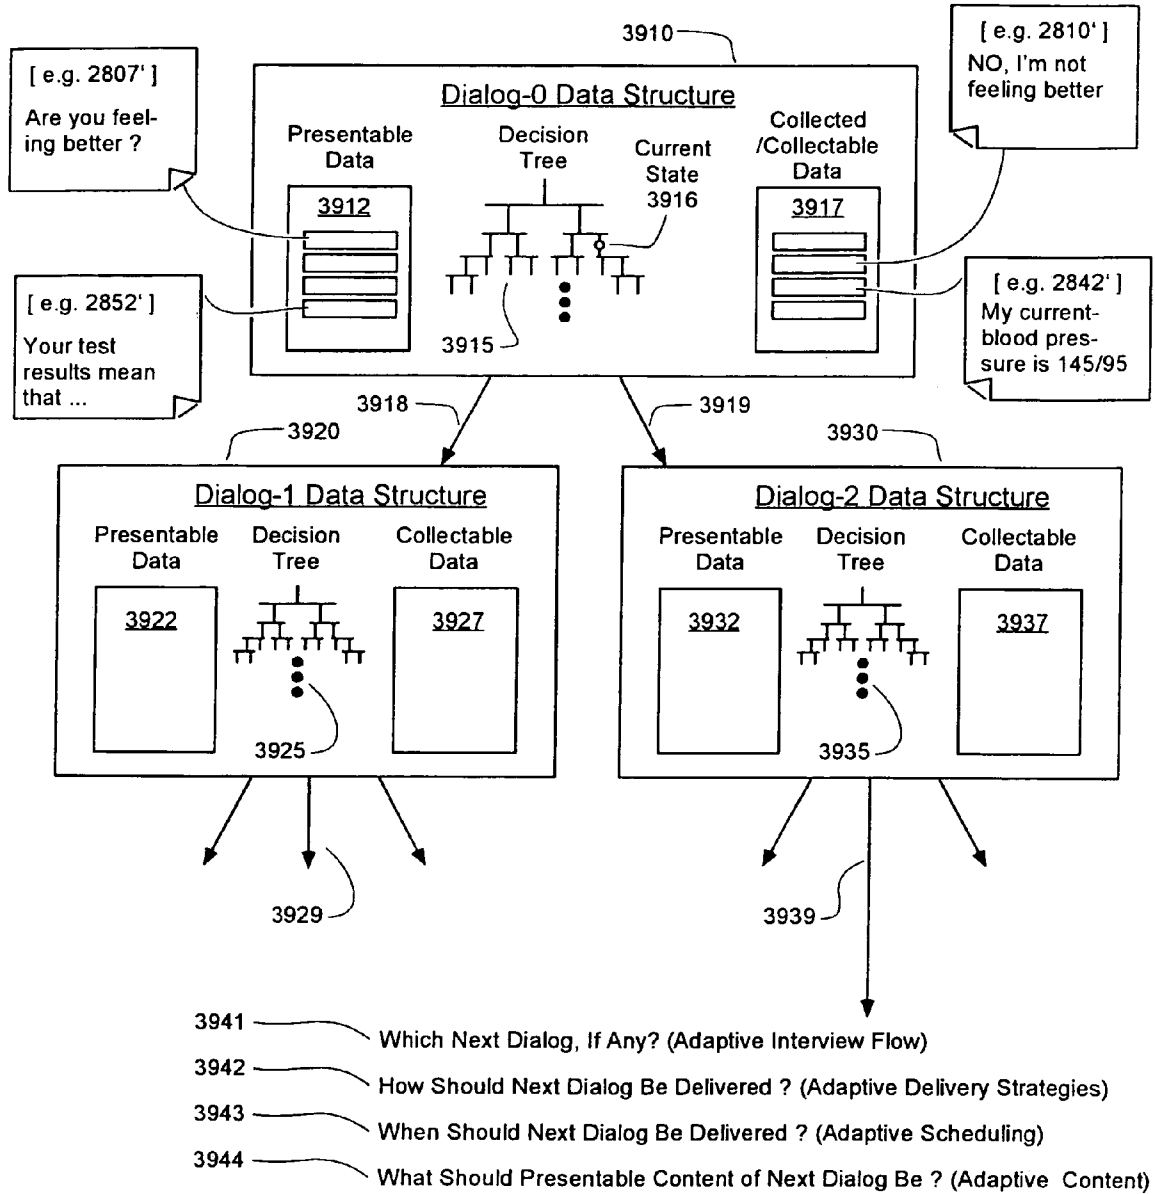 3910
[ e.g. 2807' ]
Are you feel-
ing better ?
[ e.g. 2810' ]
NO, I'm not
feeling better
Dialog-0 Data Structure
Presentable
Data
3912
Decision
Tree
Current
State
3916
Collected
/Collectable
Data
3917
3915
[ e.g. 2852' ]
Your test
results mean
that ...
[ e.g. 2842' ]
My current-
blood pres-
sure is 145/95
3918
3919
3920
3930
Dialog-1 Data Structure
Presentable
Data
3922
Decision
Tree
Collectable
Data
3927
3925
Dialog-2 Data Structure
Presentable
Data
3932
Decision
Tree
Collectable
Data
3937
3935
3929
3939
3941
Which Next Dialog, If Any? (Adaptive Interview Flow)
3942
How Should Next Dialog Be Delivered ? (Adaptive Delivery Strategies)
3943
When Should Next Dialog Be Delivered ? (Adaptive Scheduling)
3944
What Should Presentable Content of Next Dialog Be ? (Adaptive Content)